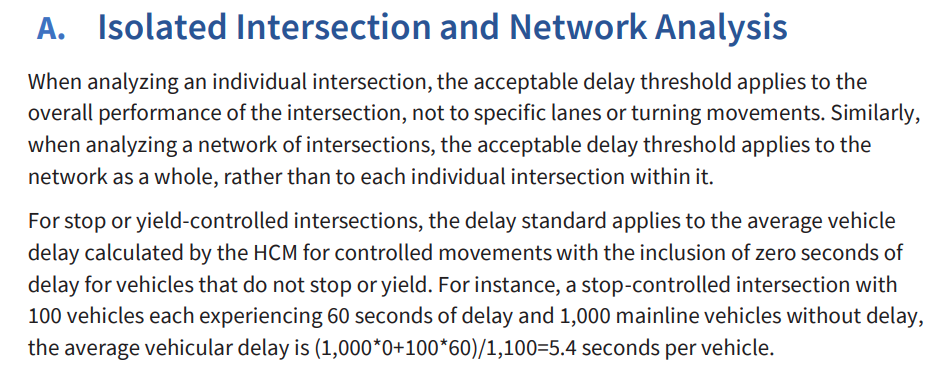 A. Isolated Intersection and Network Analysis
When analyzing an individual intersection, the acceptable delay threshold applies to the
overall performance of the intersection, not to specific lanes or turning movements. Similarly,
when analyzing a network of intersections, the acceptable delay threshold applies to the
network as a whole, rather than to each individual intersection within it.
For stop or yield-controlled intersections, the delay standard applies to the average vehicle
delay calculated by the HCM for controlled movements with the inclusion of zero seconds of
delay for vehicles that do not stop or yield. For instance, a stop-controlled intersection with
100 vehicles each experiencing 60 seconds of delay and 1,000 mainline vehicles without delay,
the average vehicular delay is (1,000*0+100*60)/1,100=5.4 seconds per vehicle.